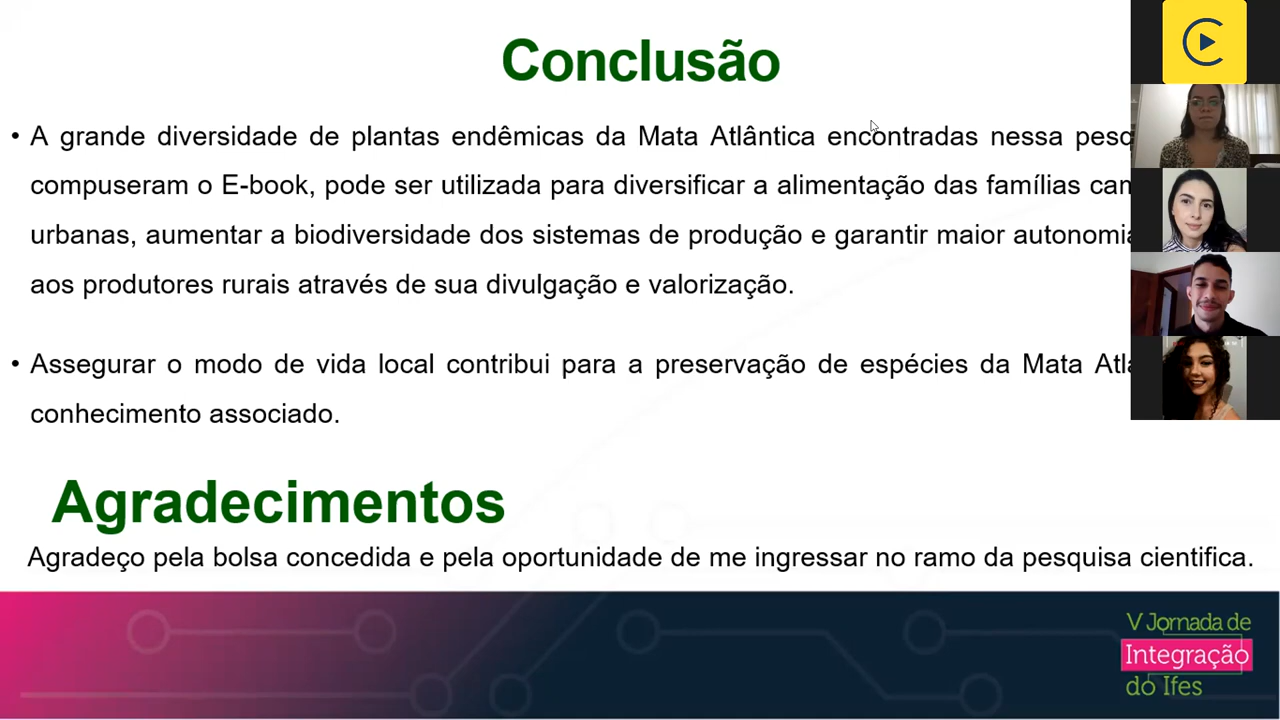 Conclusão
• A grande diversidade de plantas endêmicas da Mata Atlântica encontradas nessa
compuseram o E-book, pode ser utilizada para diversificar a alimentação das famílias
urbanas, aumentar a biodiversidade dos sistemas de produção e garantir maior autonomia
aos produtores rurais através de sua divulgação e valorização.
• Assegurar o modo de vida local contribui para a preservação de espécies da Mata
conhecimento associado.
Agradecimentos
Agradeço pela bolsa concedida e pela oportunidade de me ingressar no ramo da pesquisa cientifica.
V Jornada de
Integração
do Ifes